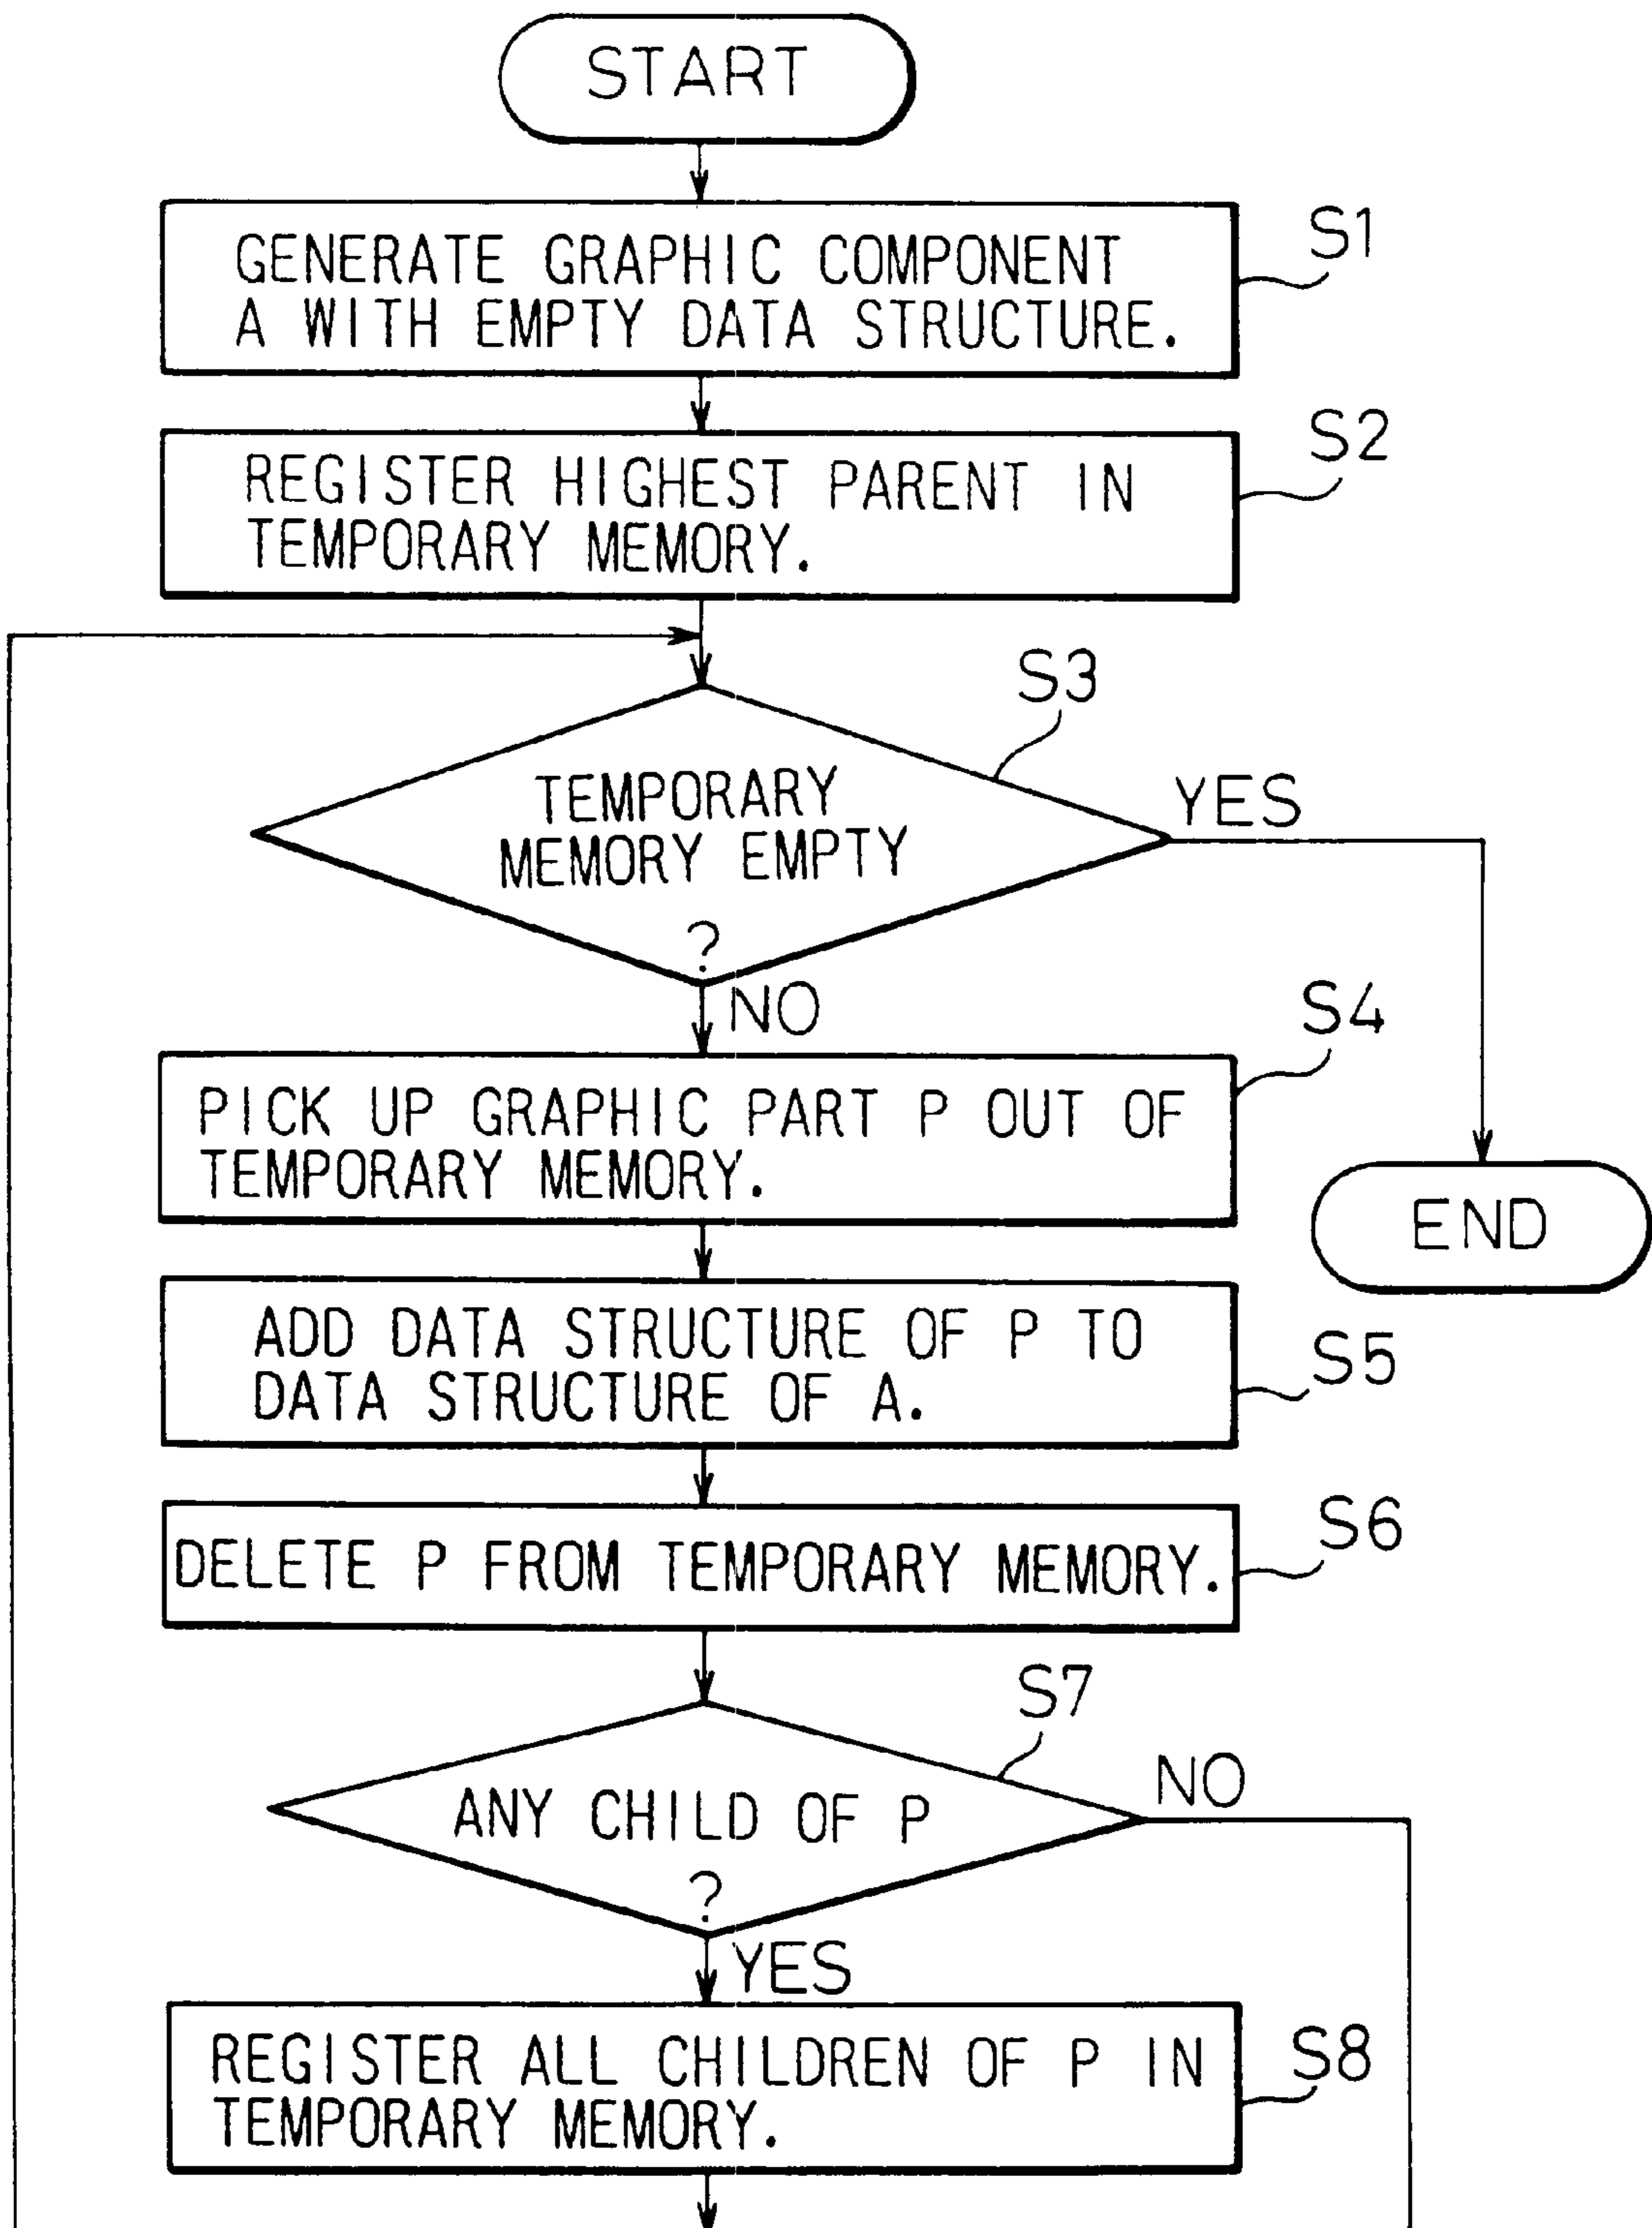 START
GENERATE GRAPHIC COMPONENT
A WITH EMPTY DATA STRUCTURE.
S1
REGISTER HIGHEST PARENT IN
TEMPORARY MEMORY.
S2
S3
TEMPORARY
MEMORY EMPTY
?
YES
NO
S4
PICK UP GRAPHIC PART P OUT OF
TEMPORARY MEMORY.
END
ADD DATA STRUCTURE OF P TO
DATA STRUCTURE OF A.
S5
DELETE P FROM TEMPORARY MEMORY.
S6
S7
ANY CHILD OF P
?
NO
YES
REGISTER ALL CHILDREN OF P IN
TEMPORARY MEMORY.
S8